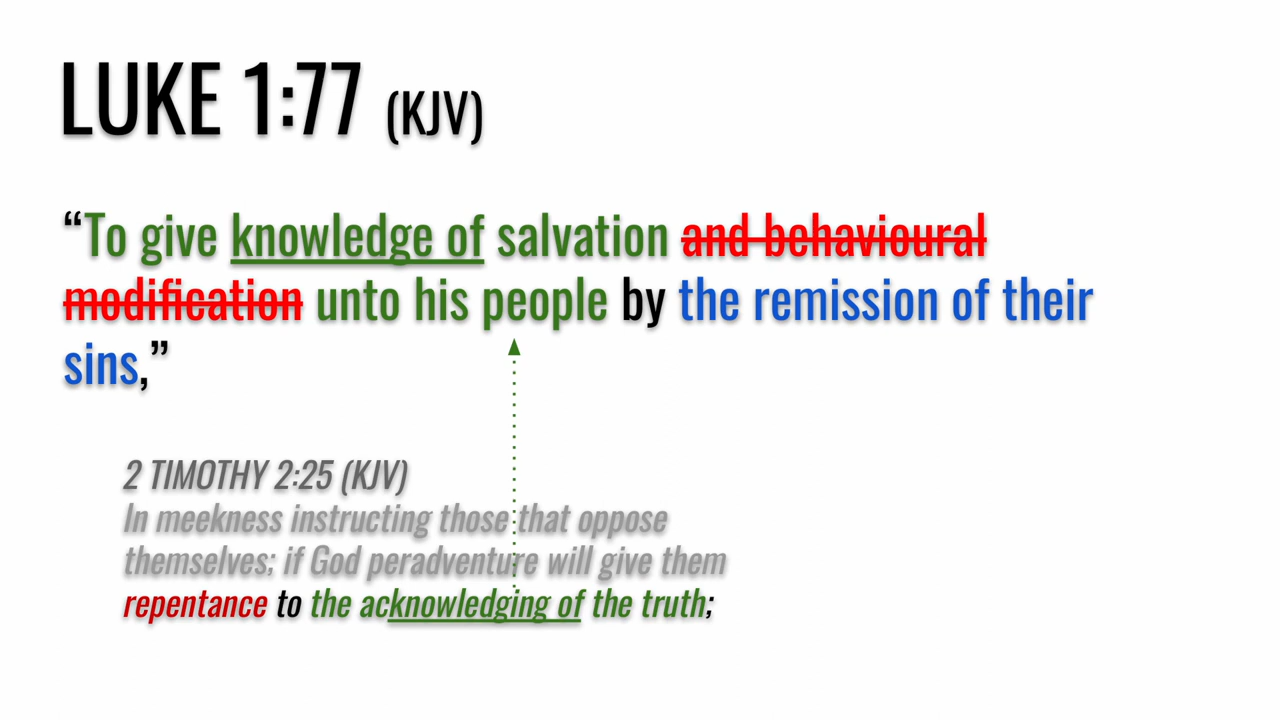 LUKE 1:77 (KJV)
“To give knowledge of salvation and behavioural
modification unto his people by the remission of their
sins,”
2 TIMOTHY 2:25 (KJV)
In meekness instructing those that oppose
themselves; if God peradventure will give them
repentance to the acknowledging of the truth;